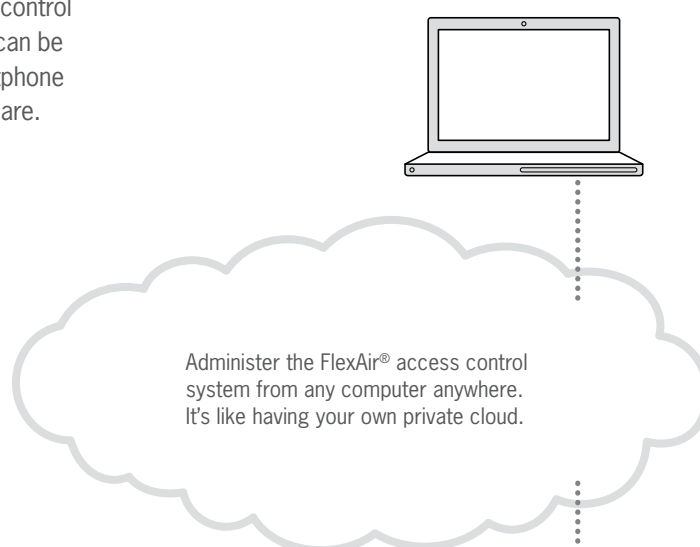 control
can be
phone
are.
Administer the FlexAir® access control
system from any computer anywhere.
It's like having your own private cloud.